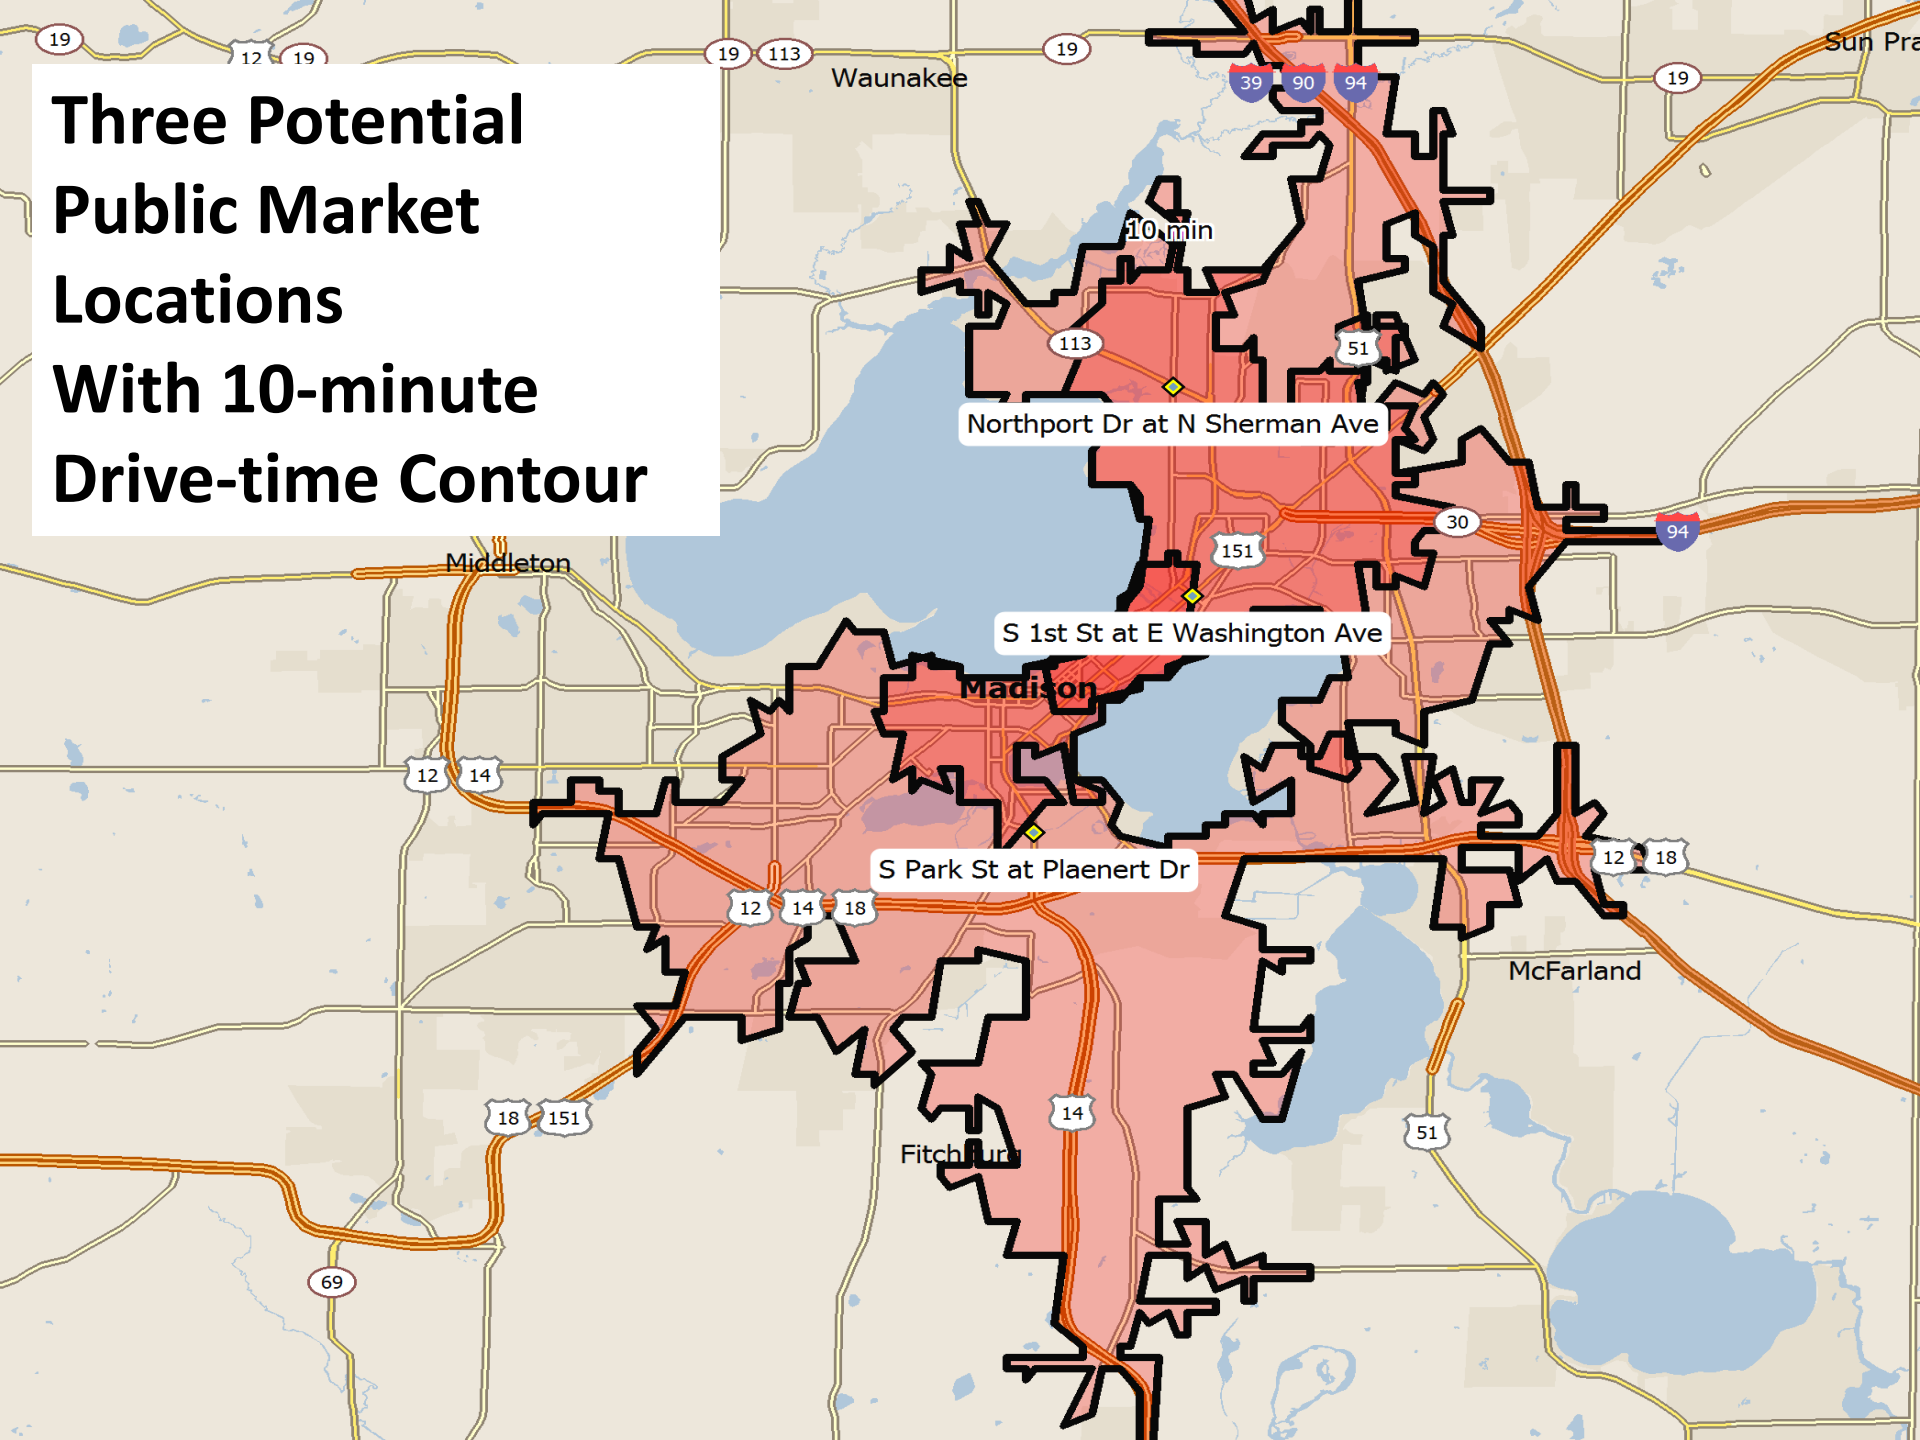 19
12
19
19
113
19
Waunakee
39
90
94
Sun Pra
19
Three Potential
Public Market
Locations
With 10-minute
Drive-time Contour
10 min
113
51
Northport Dr at N Sherman Ave
30
94
151
Middleton
S 1st St at E Washington Ave
Madison
12
14
S Park St at Plaenert Dr
12
18
12
14
18
McFarland
18
151
14
51
Fitchburg
69